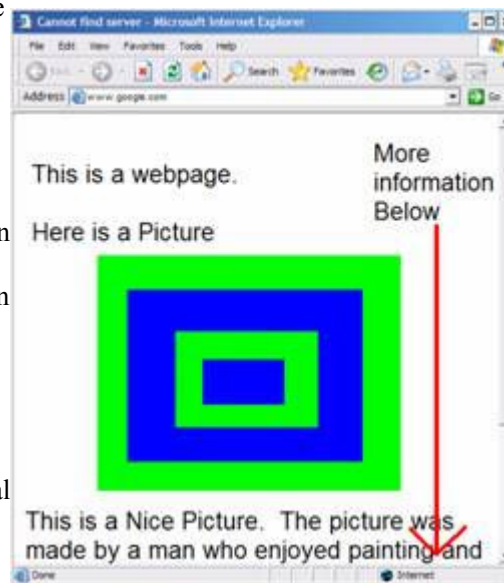 e
Cannot find server - Microsoft Internet Explorer
File Edit View Favorites Tools Help
Search Favorites
Address www.google.com Go
This is a webpage.
More
information
Below
n
Here is a Picture
n
al
This is a Nice Picture. The picture was
made by a man who enjoyed painting and
Done Internet